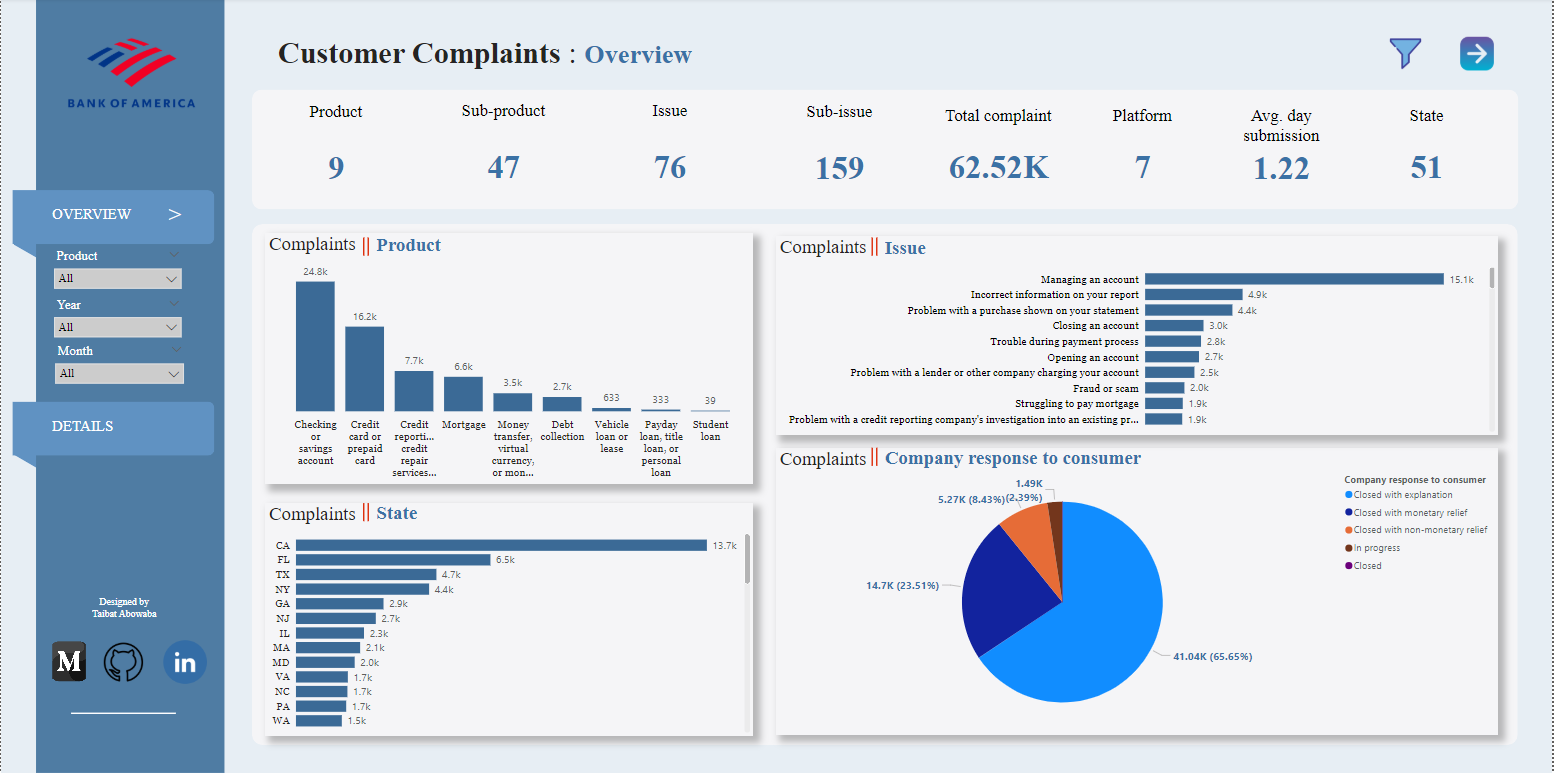 BANK OF AMERICA
OVERVIEW >
Product
All
Year
All
Month
All
DETAILS
Designed by
Taibat Abowaba
M
in
Customer Complaints : Overview
Product
9
Sub-product
47
Issue
76
Sub-issue
159
Total complaint
62.52K
Platform
7
Avg. day
submission
1.22
State
51
Complaints || Product
24.8k
16.2k
7.7k
6.6k
3.5k
2.7k
633
333
39
Checking
or
savings
account
Credit
card or
prepaid
card
Credit
reporti...
credit
repair
services...
Mortgage
Money
transfer,
virtual
currency,
or mon...
Debt
collection
Vehicle
loan or
lease
Payday
loan, title
loan, or
personal
loan
Student
loan
Complaints || State
CA 13.7k
FL 6.5k
TX 4.7k
NY 4.4k
GA 2.9k
NJ 2.7k
IL 2.3k
MA 2.1k
MD 2.0k
VA 1.7k
NC 1.7k
PA 1.7k
WA 1.5k
Complaints || Issue
Managing an account 15.1k
Incorrect information on your report 4.9k
Problem with a purchase shown on your statement 4.4k
Closing an account 3.0k
Trouble during payment process 2.8k
Opening an account 2.7k
Problem with a lender or other company charging your account 2.5k
Fraud or scam 2.0k
Struggling to pay mortgage 1.9k
Problem with a credit reporting company's investigation into an existing pr... 1.9k
Complaints || Company response to consumer
1.49K
(2.39%)
5.27K (8.43%)
14.7K (23.51%)
41.04K (65.65%)
Company response to consumer
Closed with explanation
Closed with monetary relief
Closed with non-monetary relief
In progress
Closed